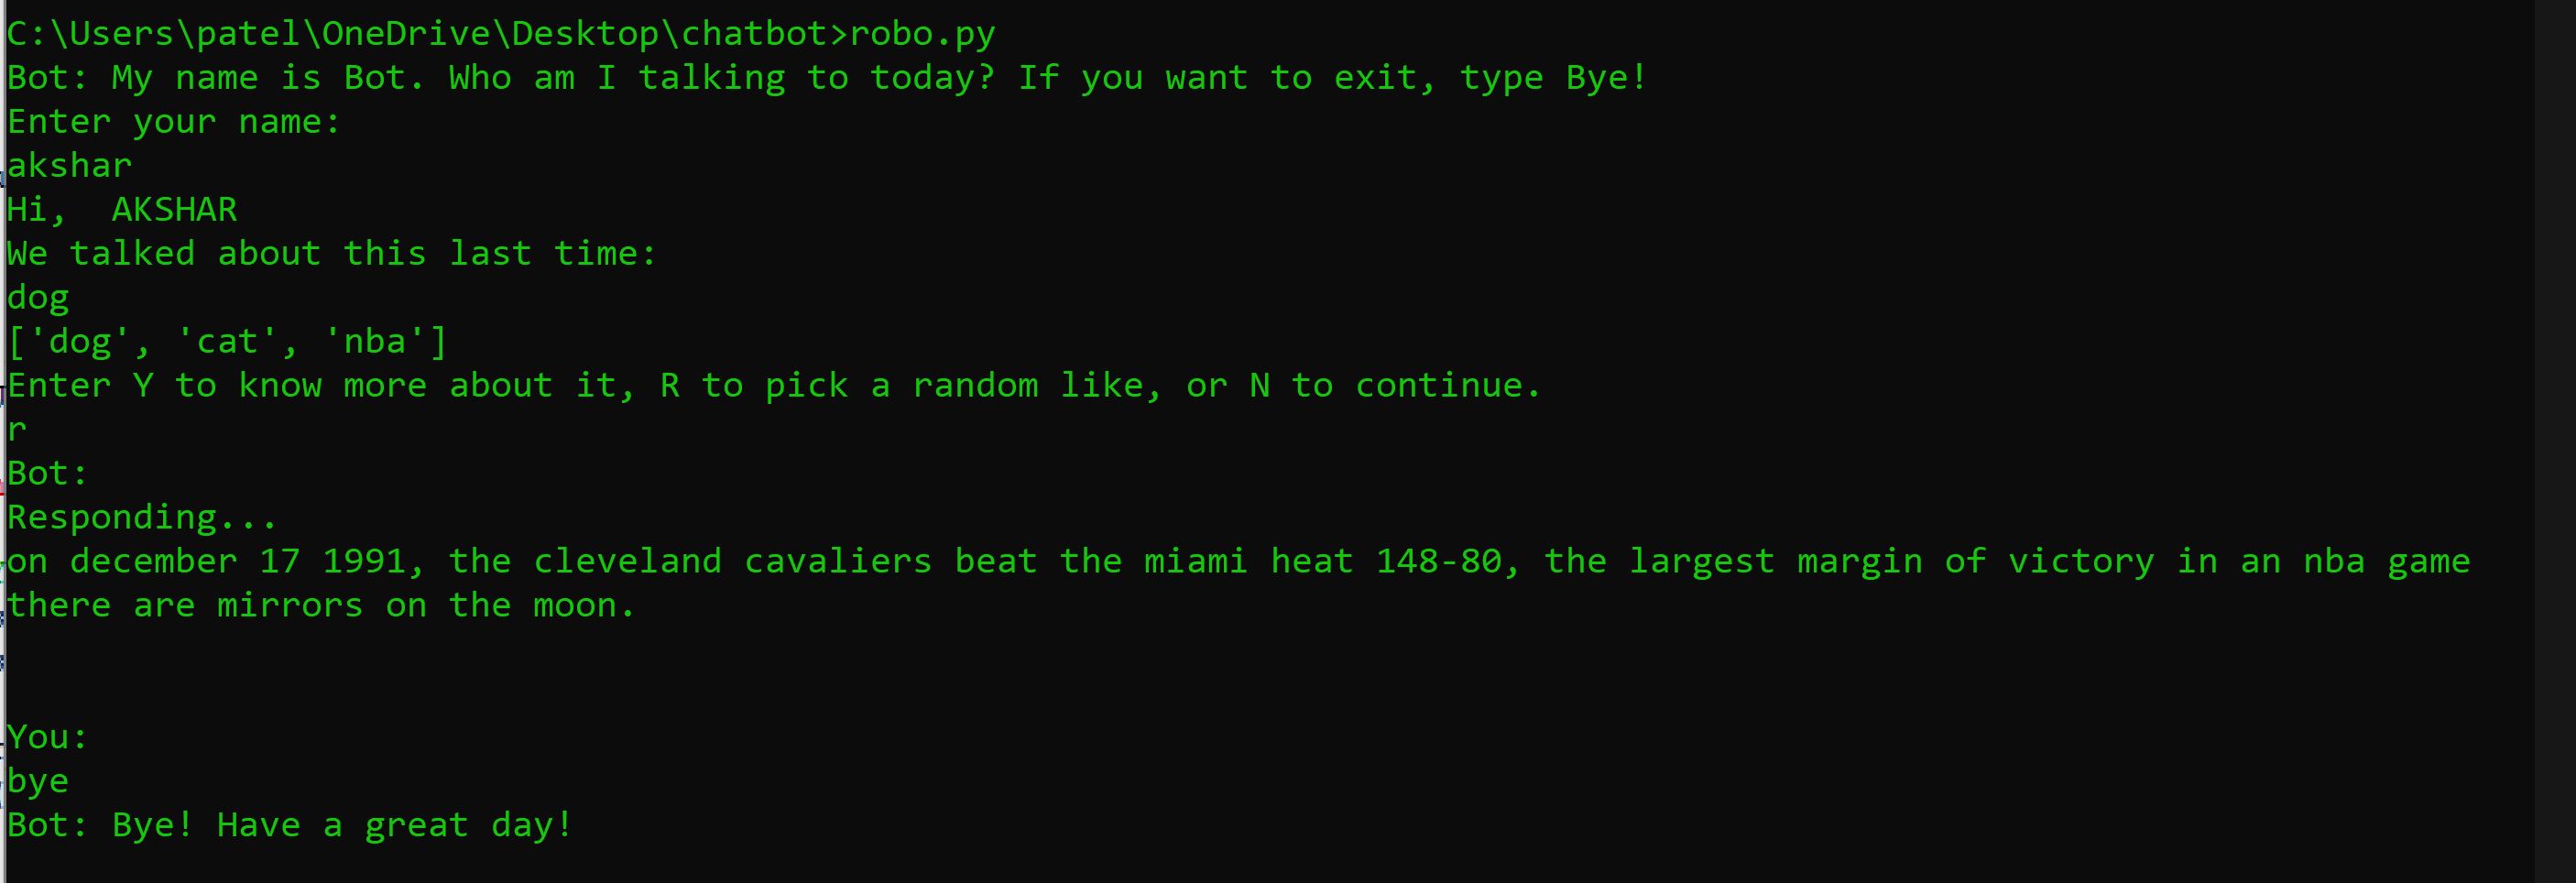 C:\Users\patel\OneDrive\Desktop\chatbot>robo.py
Bot: My name is Bot. Who am I talking to today? If you want to exit, type Bye!
Enter your name:
akshar
Hi,  AKSHAR
We talked about this last time:
dog
['dog', 'cat', 'nba']
Enter Y to know more about it, R to pick a random like, or N to continue.
r
Bot:
Responding...
on december 17 1991, the cleveland cavaliers beat the miami heat 148-80, the largest margin of victory in an nba game
there are mirrors on the moon.
You:
bye
Bot: Bye! Have a great day!